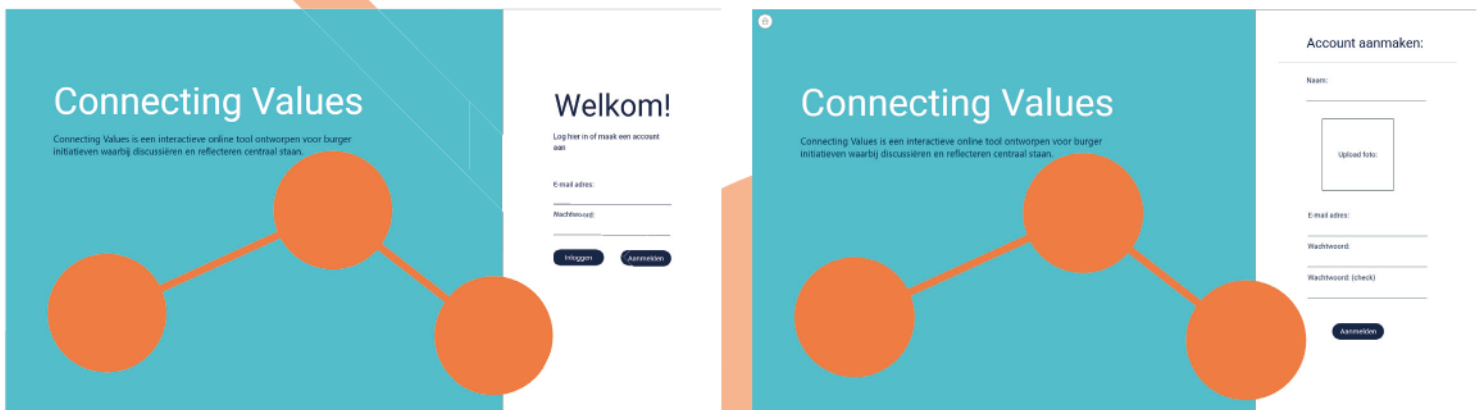 Connecting Values
Connecting Values is een interactieve online tool ontworpen voor burger
initiatieven waarbij discussiëren en reflecteren centraal staan.
Welkom!
Log hier in of maak een account
aan
E-mail adres:
Wachtwoord:
Inloggen
Aanmelden
Connecting Values
Connecting Values is een interactieve online tool ontworpen voor burger
initiatieven waarbij discussiëren en reflecteren centraal staan.
Account aanmaken:
Naam:
Upload foto:
E-mail adres:
Wachtwoord:
Wachtwoord: (check)
Aanmelden